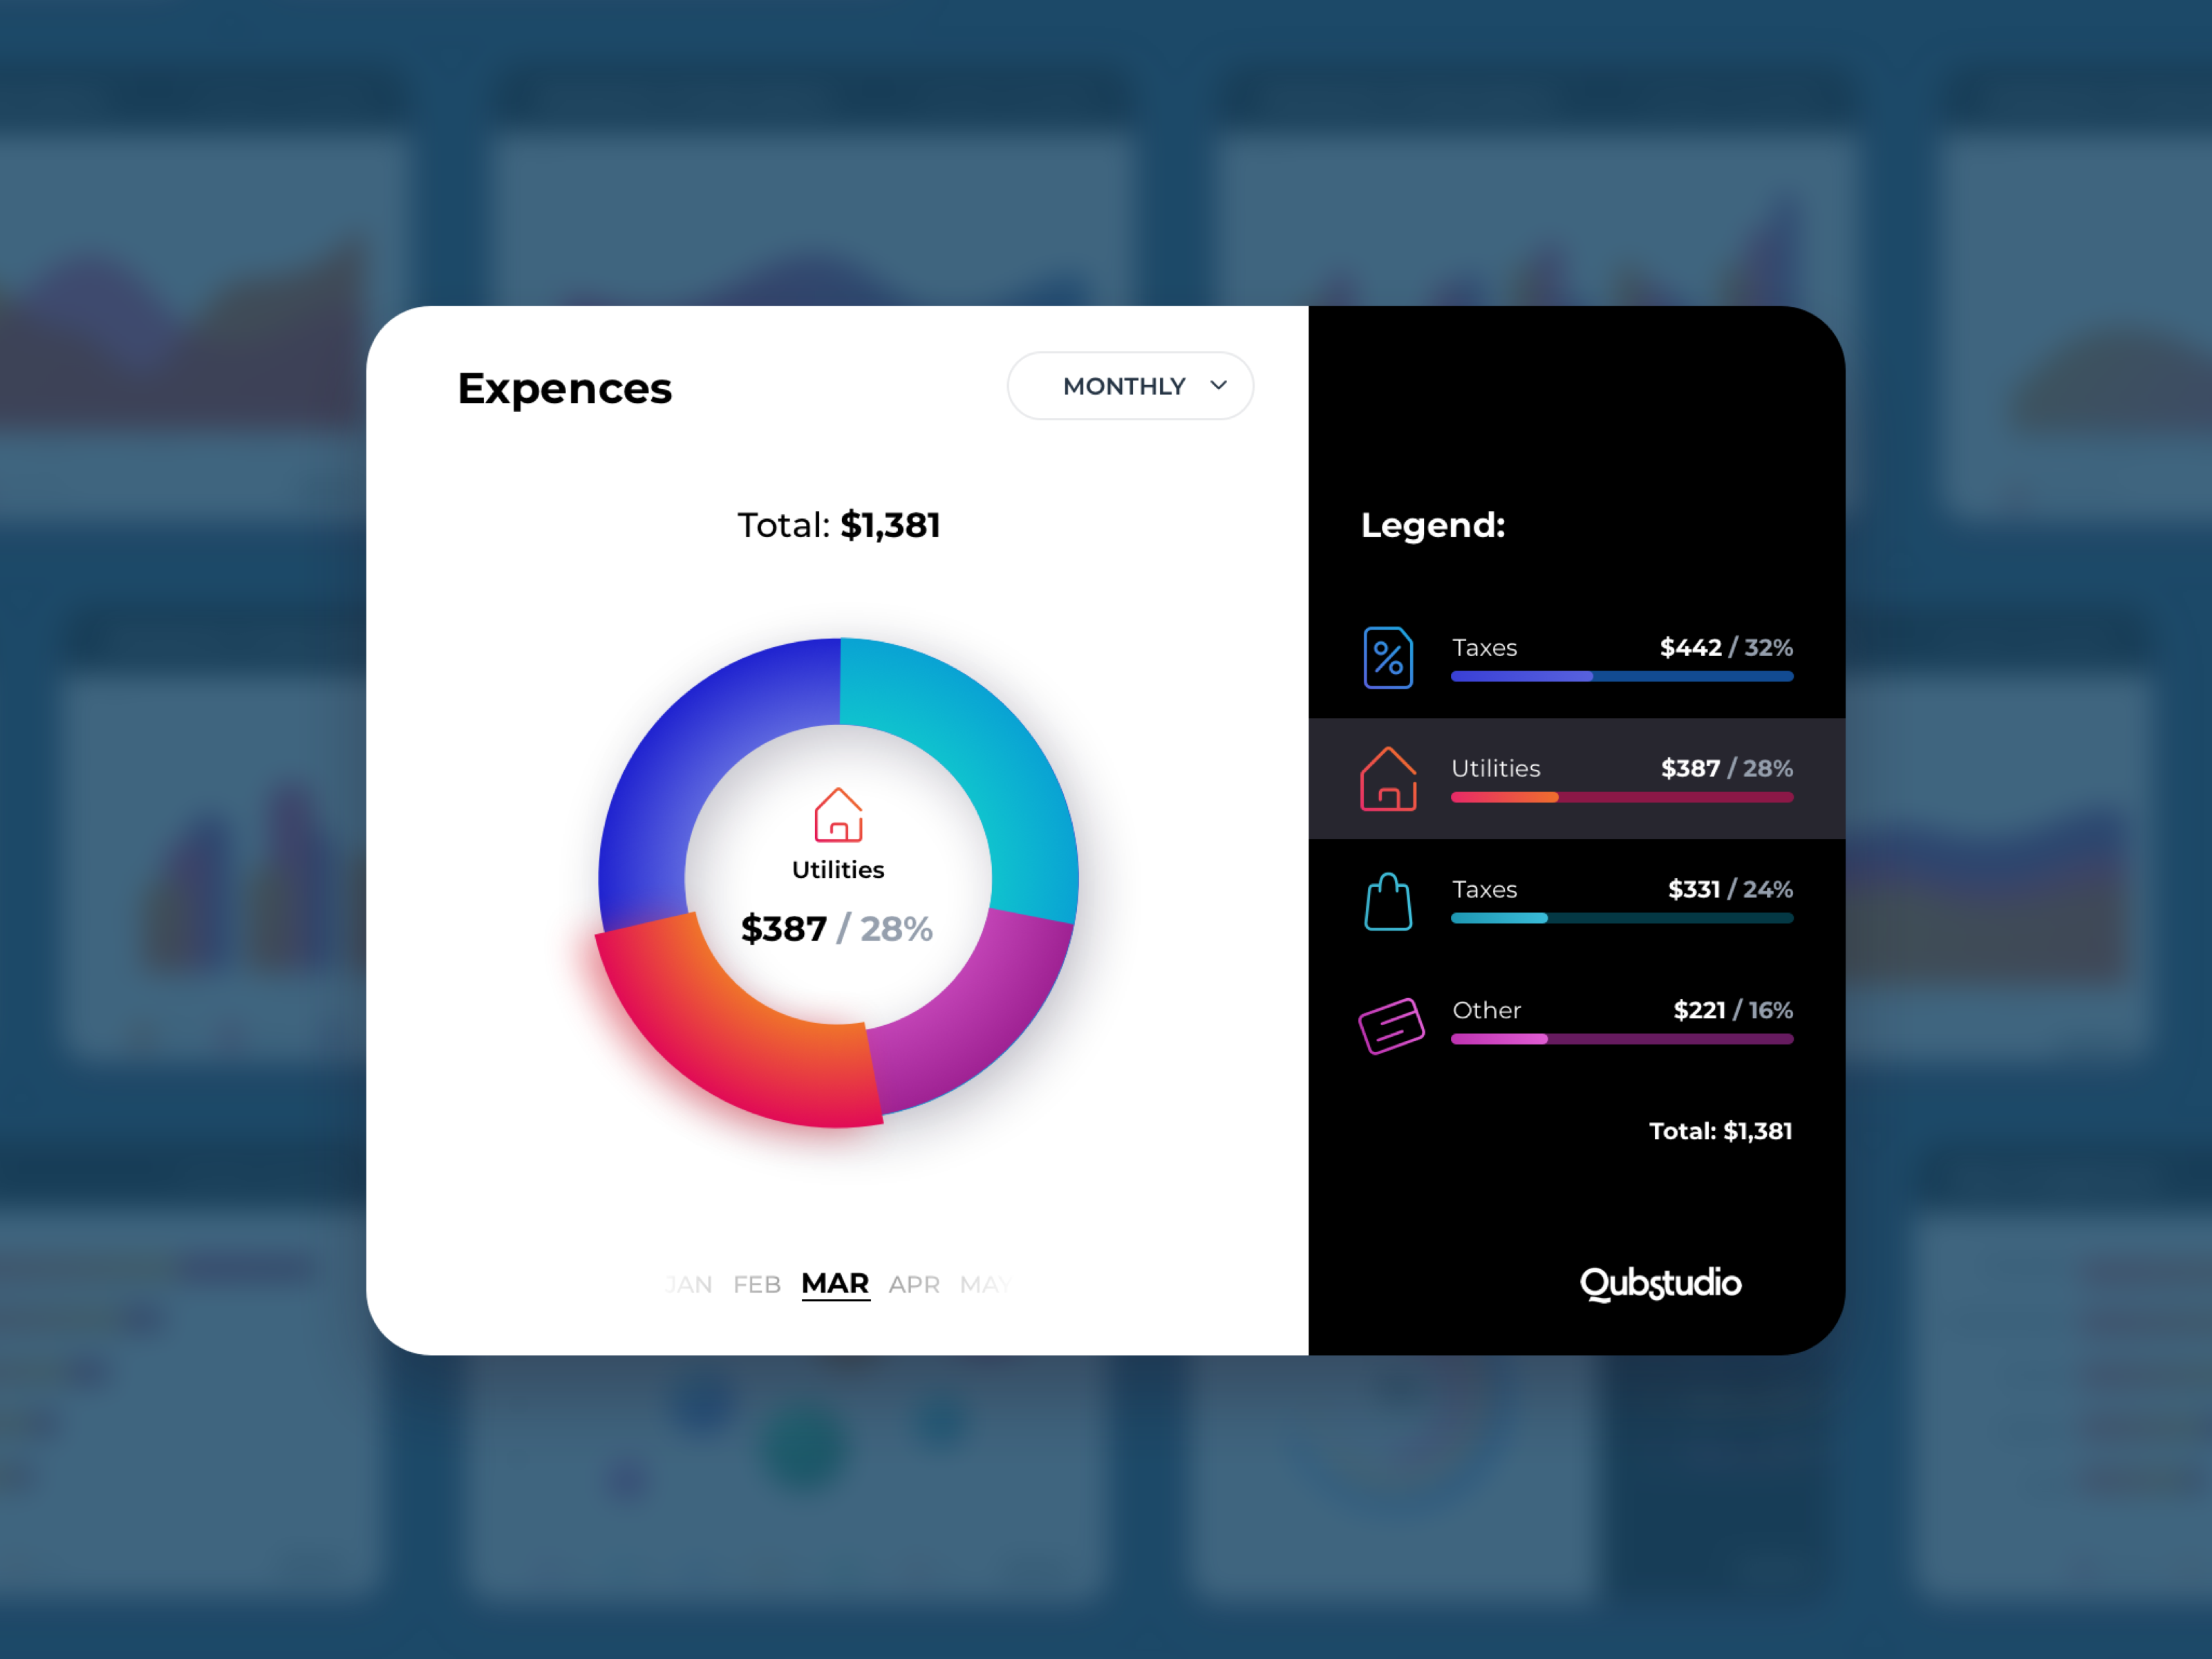 Expences
MONTHLY
Total: $1,381
Utilities
$387 / 28%
JAN FEB MAR APR MAY
Legend:
Taxes $442 / 32%
Utilities $387 / 28%
Taxes $331 / 24%
Other $221 / 16%
Total: $1,381
Qubstudio